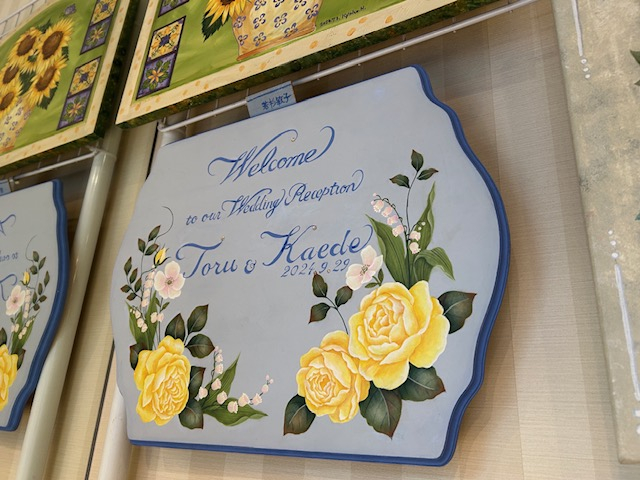 Welcome
to our Wedding Reception
Toru & Kaede
2024.9.29